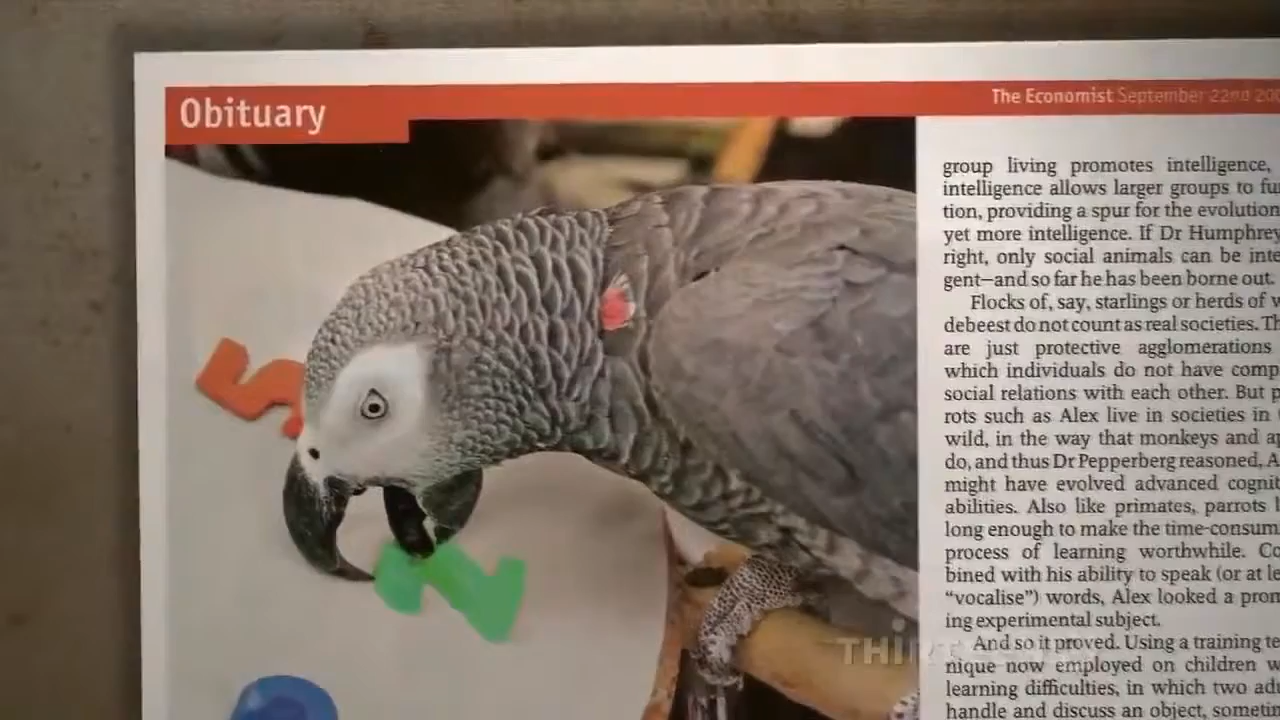 Obituary
The Economist September 22nd
group living promotes intelligence,
intelligence allows larger groups to
tion, providing a spur for the evolution
yet more intelligence. If Dr Humphrey
right, only social animals can be
gent—and so far he has been borne out.
Flocks of, say, starlings or herds of
debeest do not count as real societies.
are just protective agglomerations
which individuals do not have
social relations with each other. But
rots such as Alex live in societies in
wild, in the way that monkeys and
do, and thus Dr Pepperberg reasoned,
might have evolved advanced
abilities. Also like primates, parrots
long enough to make the
process of learning worthwhile.
bined with his ability to speak (or at
“vocalise”) words, Alex looked a
ing experimental subject.
And so it proved. Using a training
nique now employed on children
learning difficulties, in which two
handle and discuss an object,